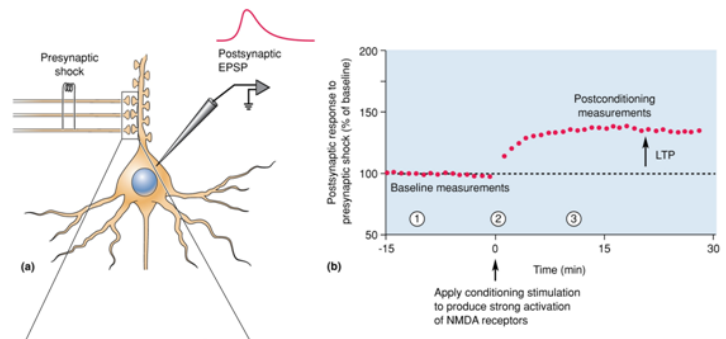 Presynaptic
shock
Postsynaptic
EPSP
(a)
Postsynaptic response to
presynaptic shock (% of baseline)
200
150
100
50
Postconditioning
measurements
LTP
Baseline measurements
1
2
3
-15
0
15
30
(b)
Time (min)
Apply conditioning stimulation
to produce strong activation
of NMDA receptors